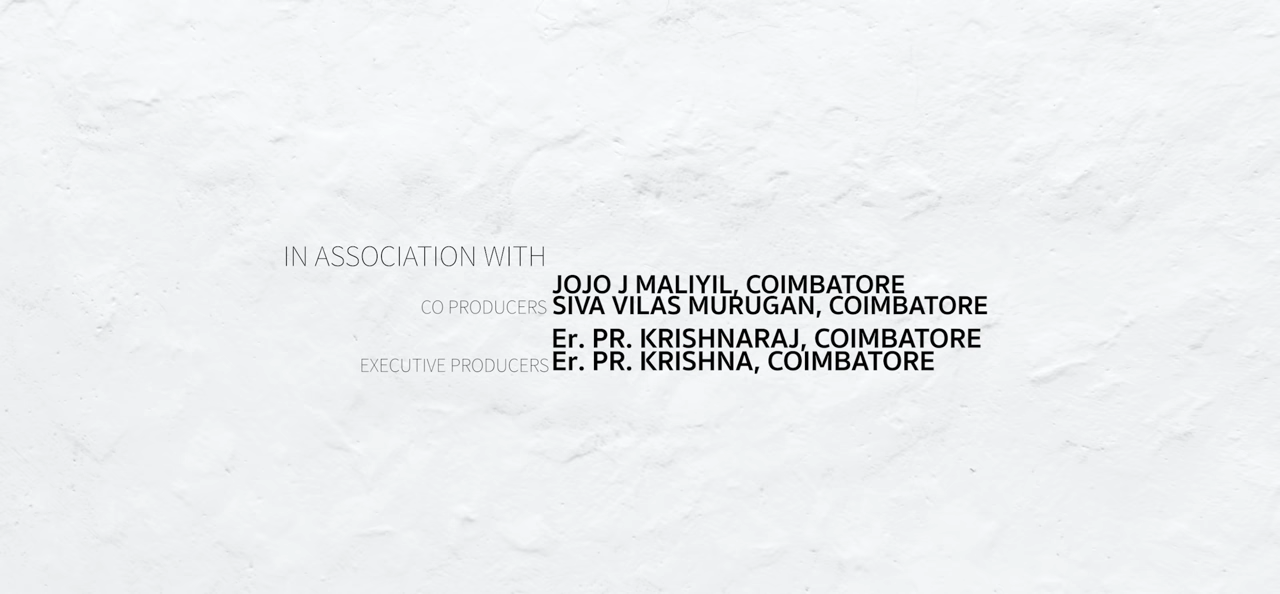 IN ASSOCIATION WITH
JOJO J MALIYIL, COIMBATORE
CO PRODUCERS SIVA VILAS MURUGAN, COIMBATORE
Er. PR. KRISHNARAJ, COIMBATORE
EXECUTIVE PRODUCERS Er. PR. KRISHNA, COIMBATORE